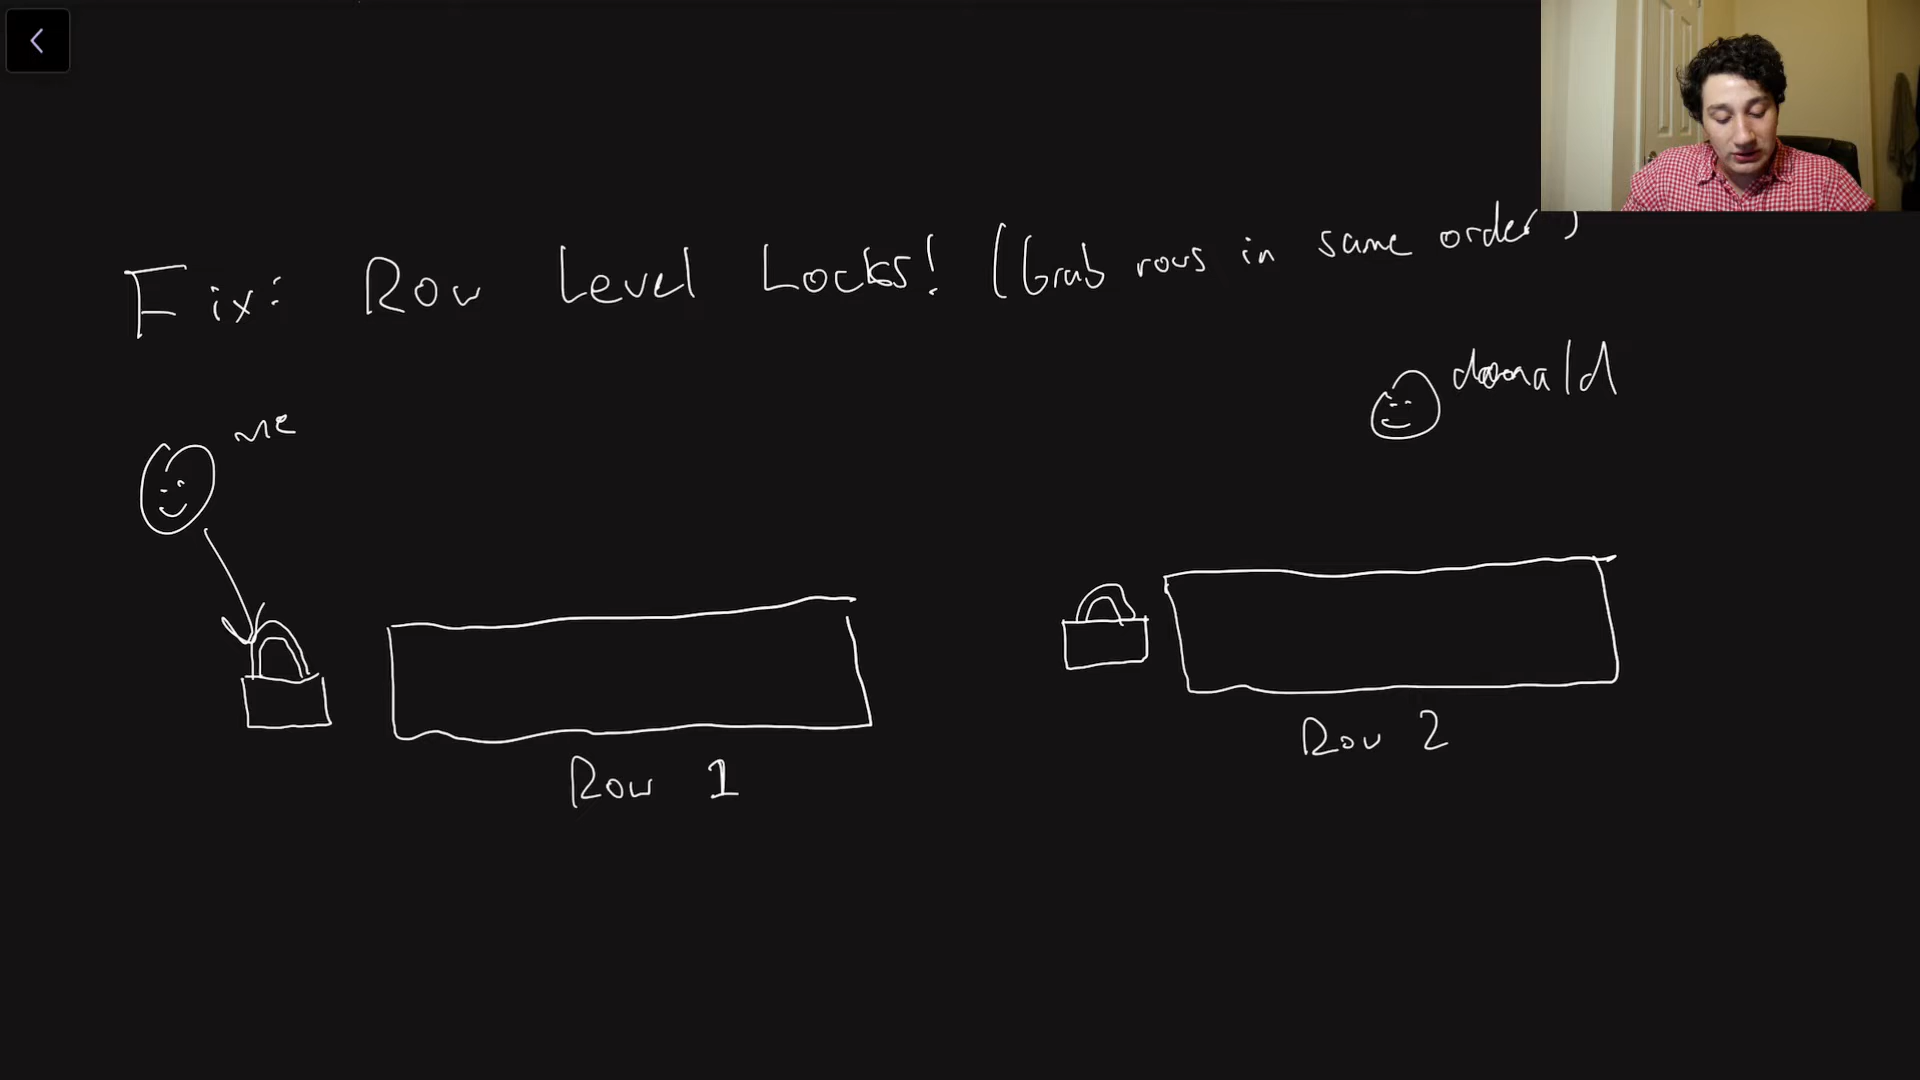 Fix: Row Level Locks! (Grab rows in same order)
donald
me
Row 2
Row 1